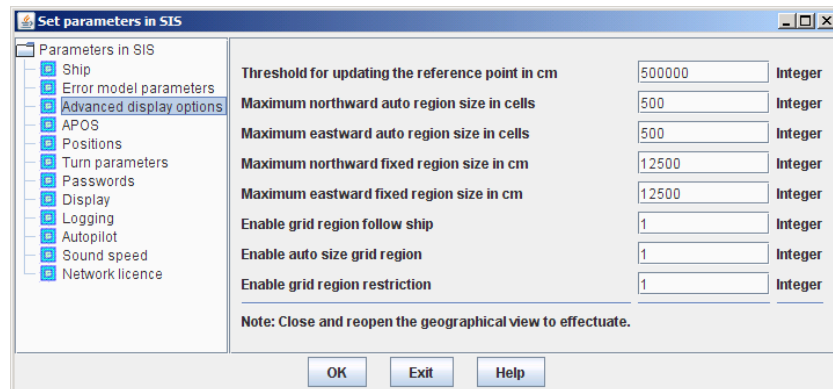 Set parameters in SIS
Parameters in SIS
Ship
Error model parameters
Advanced display options
APOS
Positions
Turn parameters
Passwords
Display
Logging
Autopilot
Sound speed
Network licence
Threshold for updating the reference point in cm 500000 Integer
Maximum northward auto region size in cells 500 Integer
Maximum eastward auto region size in cells 500 Integer
Maximum northward fixed region size in cm 12500 Integer
Maximum eastward fixed region size in cm 12500 Integer
Enable grid region follow ship 1 Integer
Enable auto size grid region 1 Integer
Enable grid region restriction 1 Integer
Note: Close and reopen the geographical view to effectuate.
OK Exit Help